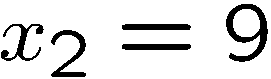 x₂ = 9